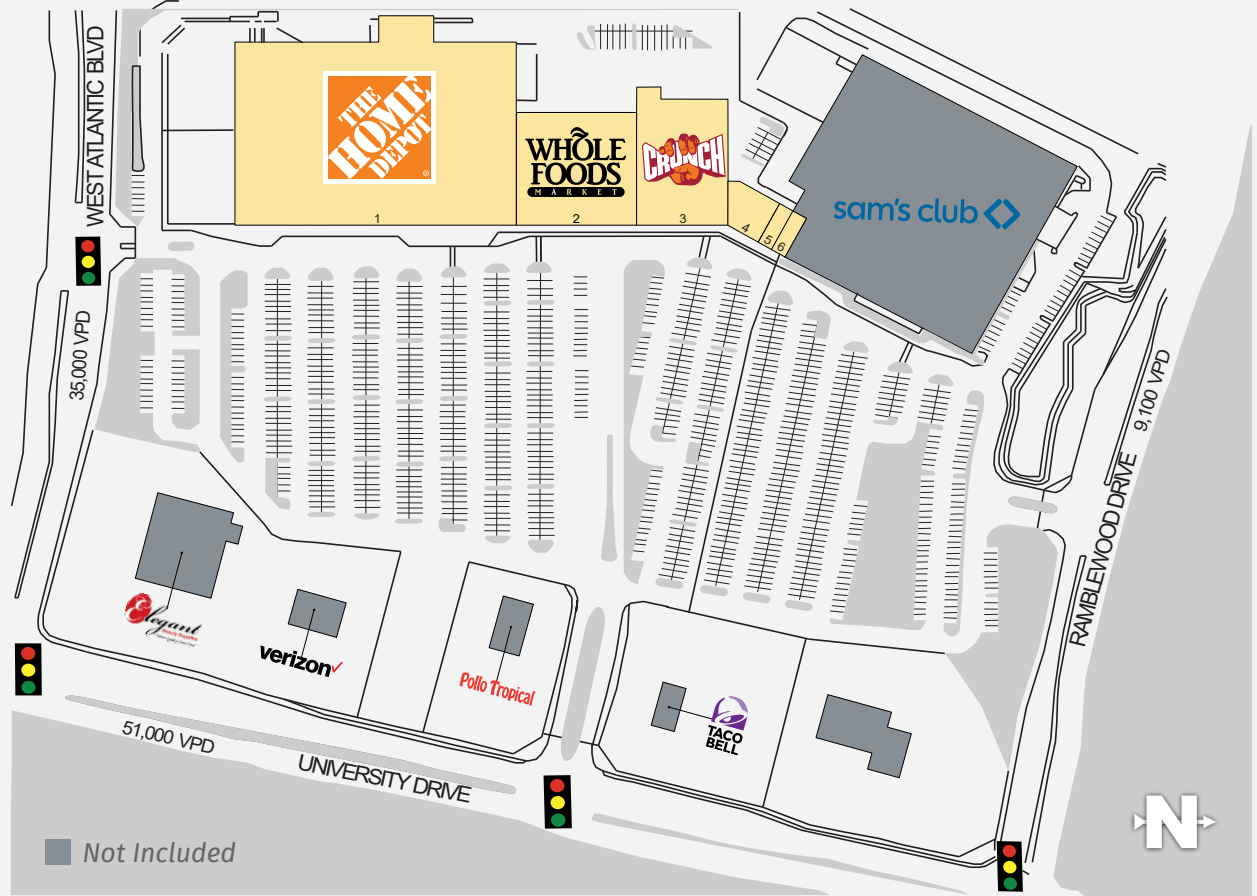 WEST ATLANTIC BLVD
35,000 VPD
THE
HOME
DEPOT
®
1
WHOLE
FOODS
MARKET
2
CRUNCH
3
4
5
6
sam's club
9,100 VPD
RAMBLEWOOD DRIVE
Elegant
verizon
Pollo Tropical
TACO
BELL
51,000 VPD
UNIVERSITY DRIVE
N
Not Included